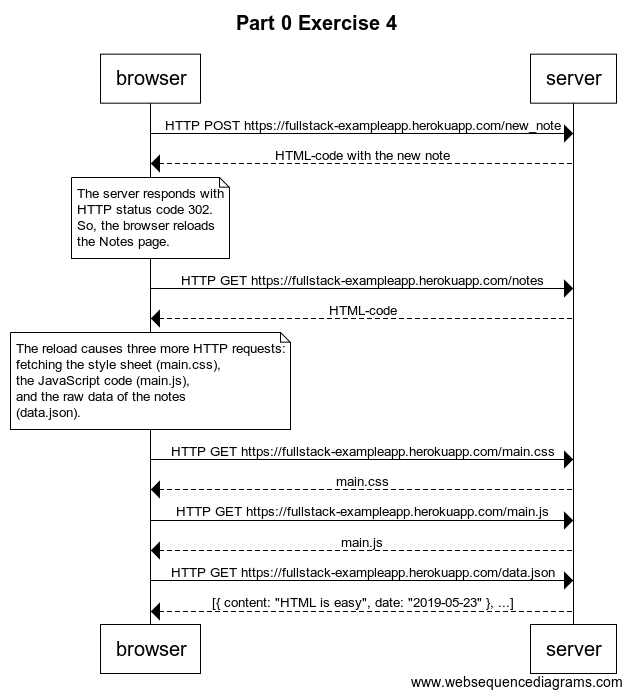 Part 0 Exercise 4
browser
server
HTTP POST https://fullstack-exampleapp.herokuapp.com/new_note
HTML-code with the new note
The server responds with
HTTP status code 302.
So, the browser reloads
the Notes page.
HTTP GET https://fullstack-exampleapp.herokuapp.com/notes
HTML-code
The reload causes three more HTTP requests:
fetching the style sheet (main.css),
the JavaScript code (main.js),
and the raw data of the notes
(data.json).
HTTP GET https://fullstack-exampleapp.herokuapp.com/main.css
main.css
HTTP GET https://fullstack-exampleapp.herokuapp.com/main.js
main.js
HTTP GET https://fullstack-exampleapp.herokuapp.com/data.json
[{ content: "HTML is easy", date: "2019-05-23" }, ...]
browser
server
www.websequencediagrams.com